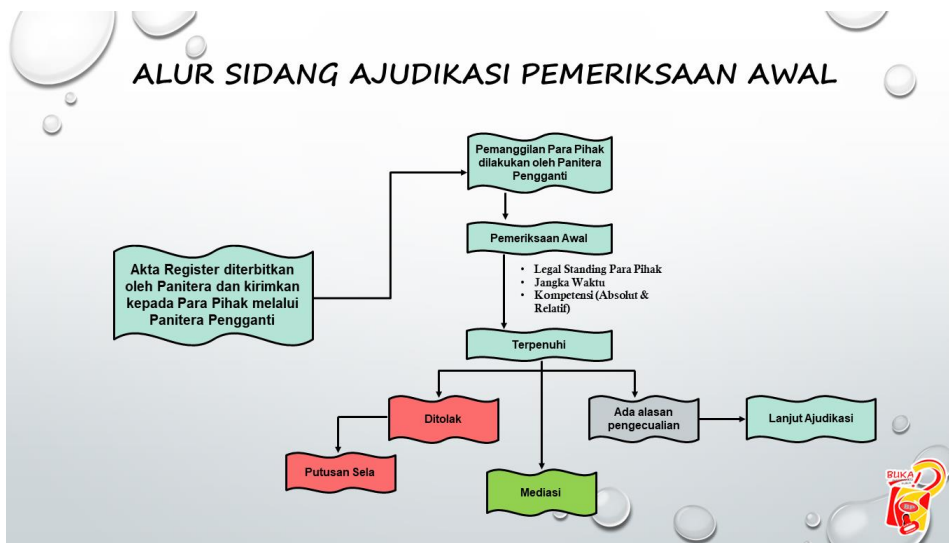 ALUR SIDANG AJUDIKASI PEMERIKSAAN AWAL
Pemanggilan Para Pihak
dilakukan oleh Panitera
Pengganti
Pemeriksaan Awal
• Legal Standing Para Pihak
• Jangka Waktu
• Kompetensi (Absolut &
Relatif)
Akta Register diterbitkan
oleh Panitera dan kirimkan
kepada Para Pihak melalui
Panitera Pengganti
Terpenuhi
Ditolak
Ada alasan
pengecualian
Lanjut Ajudikasi
Putusan Sela
Mediasi
BUKA